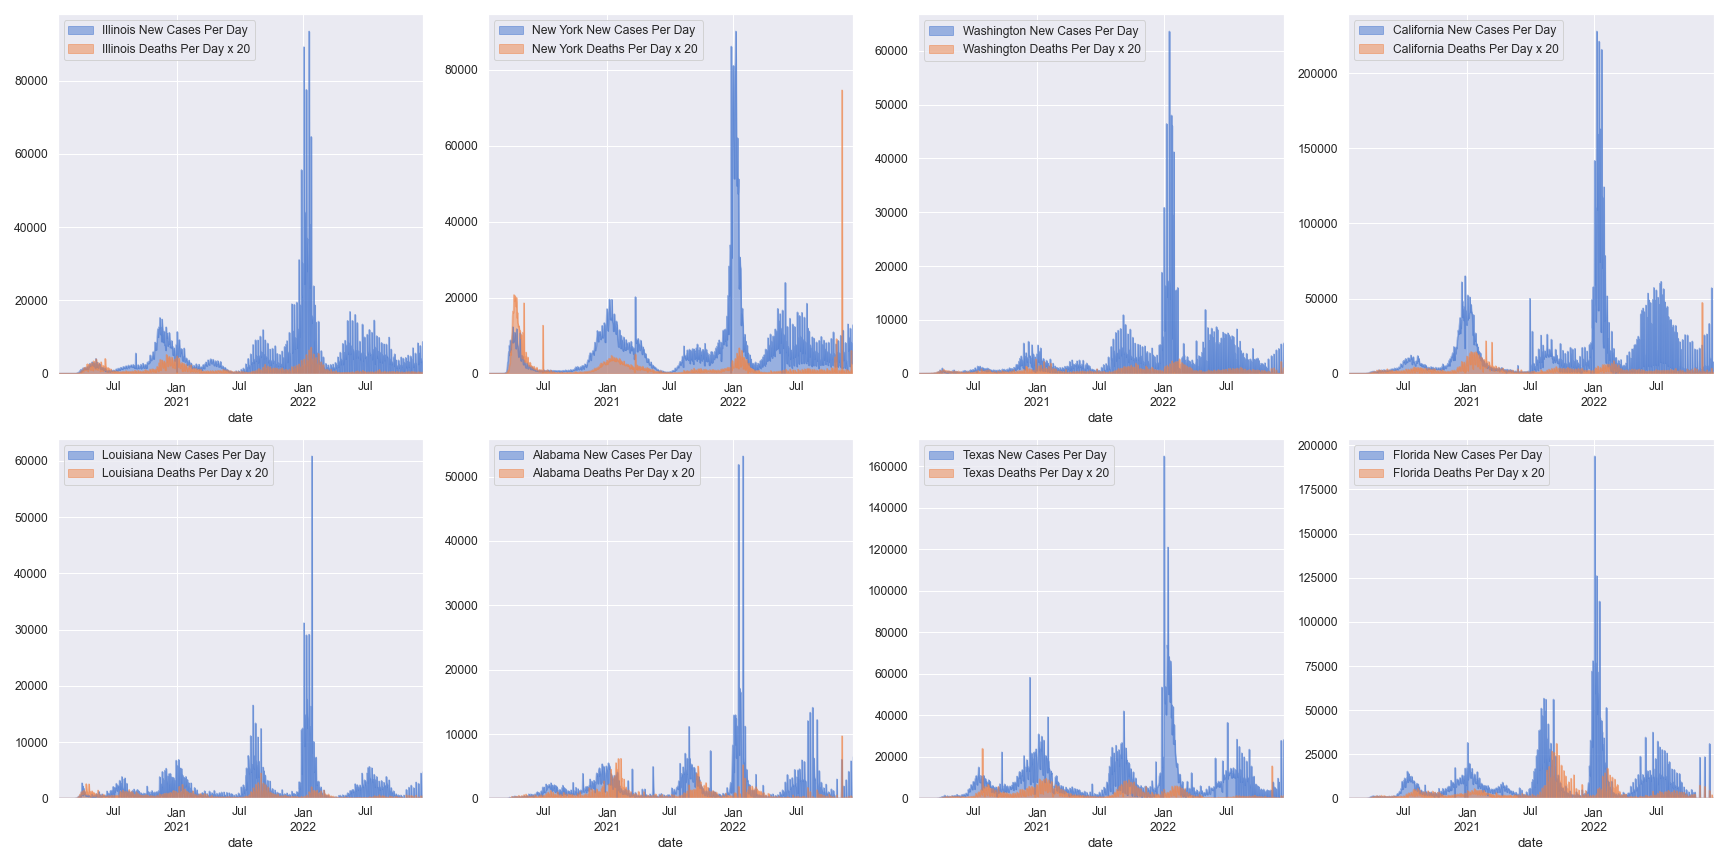 Illinois New Cases Per Day
Illinois Deaths Per Day x 20
80000
60000
40000
20000
0
Jul
Jan
2021
Jul
Jan
2022
Jul
date
New York New Cases Per Day
New York Deaths Per Day x 20
80000
60000
40000
20000
0
Jul
Jan
2021
Jul
Jan
2022
Jul
date
Washington New Cases Per Day
Washington Deaths Per Day x 20
60000
50000
40000
30000
20000
10000
0
Jul
Jan
2021
Jul
Jan
2022
Jul
date
California New Cases Per Day
California Deaths Per Day x 20
200000
150000
100000
50000
0
Jul
Jan
2021
Jul
Jan
2022
Jul
date
Louisiana New Cases Per Day
Louisiana Deaths Per Day x 20
60000
50000
40000
30000
20000
10000
0
Jul
Jan
2021
Jul
Jan
2022
Jul
date
Alabama New Cases Per Day
Alabama Deaths Per Day x 20
50000
40000
30000
20000
10000
0
Jul
Jan
2021
Jul
Jan
2022
Jul
date
Texas New Cases Per Day
Texas Deaths Per Day x 20
160000
140000
120000
100000
80000
60000
40000
20000
0
Jul
Jan
2021
Jul
Jan
2022
Jul
date
Florida New Cases Per Day
Florida Deaths Per Day x 20
200000
175000
150000
125000
100000
75000
50000
25000
0
Jul
Jan
2021
Jul
Jan
2022
Jul
date